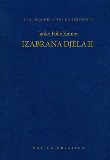 Janko Polić Kamov
IZABRANA DJELA II
MATICA HRVATSKA